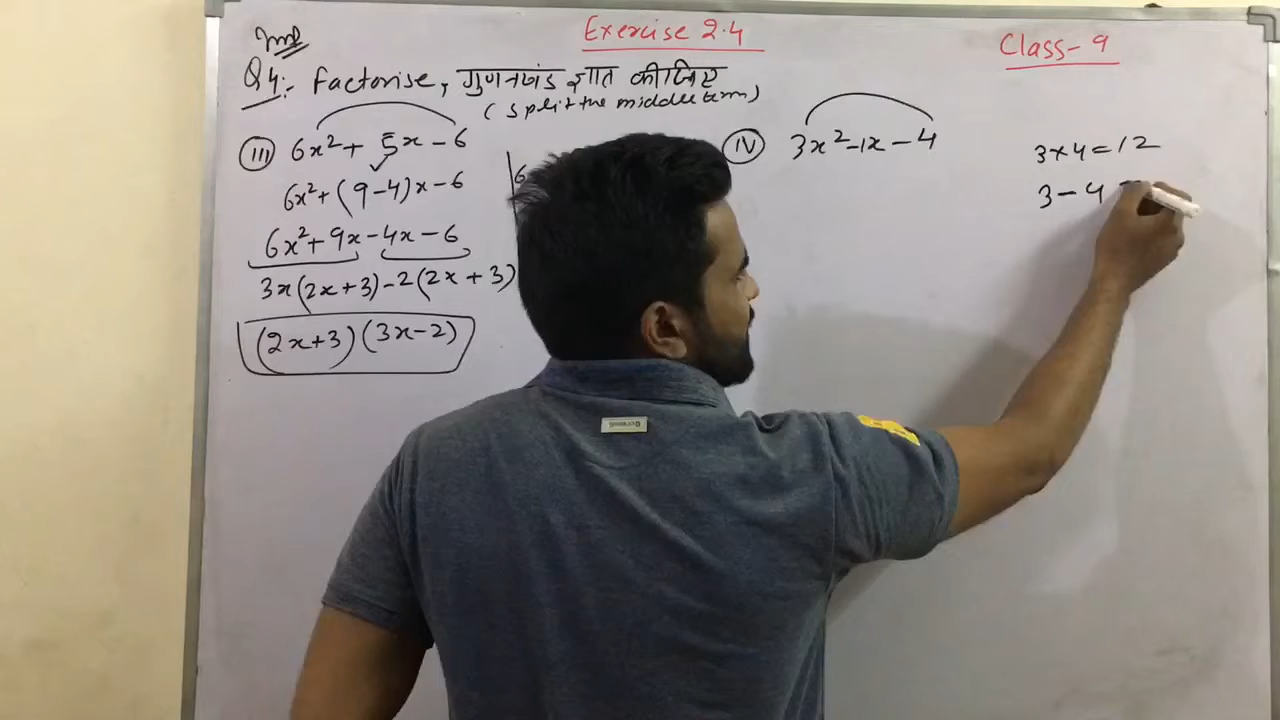 Imp
Exercise 2.4
Class-9
Q4:- Factorise, गुणनखंड ज्ञात कीजिए
(split the middle term)
(III) 6x² + 5x - 6
6x² + (9-4)x - 6
6x² + 9x - 4x - 6
3x(2x+3) - 2(2x+3)
(2x+3)(3x-2)
6
(IV) 3x² - 1x - 4
3×4=12
3-4